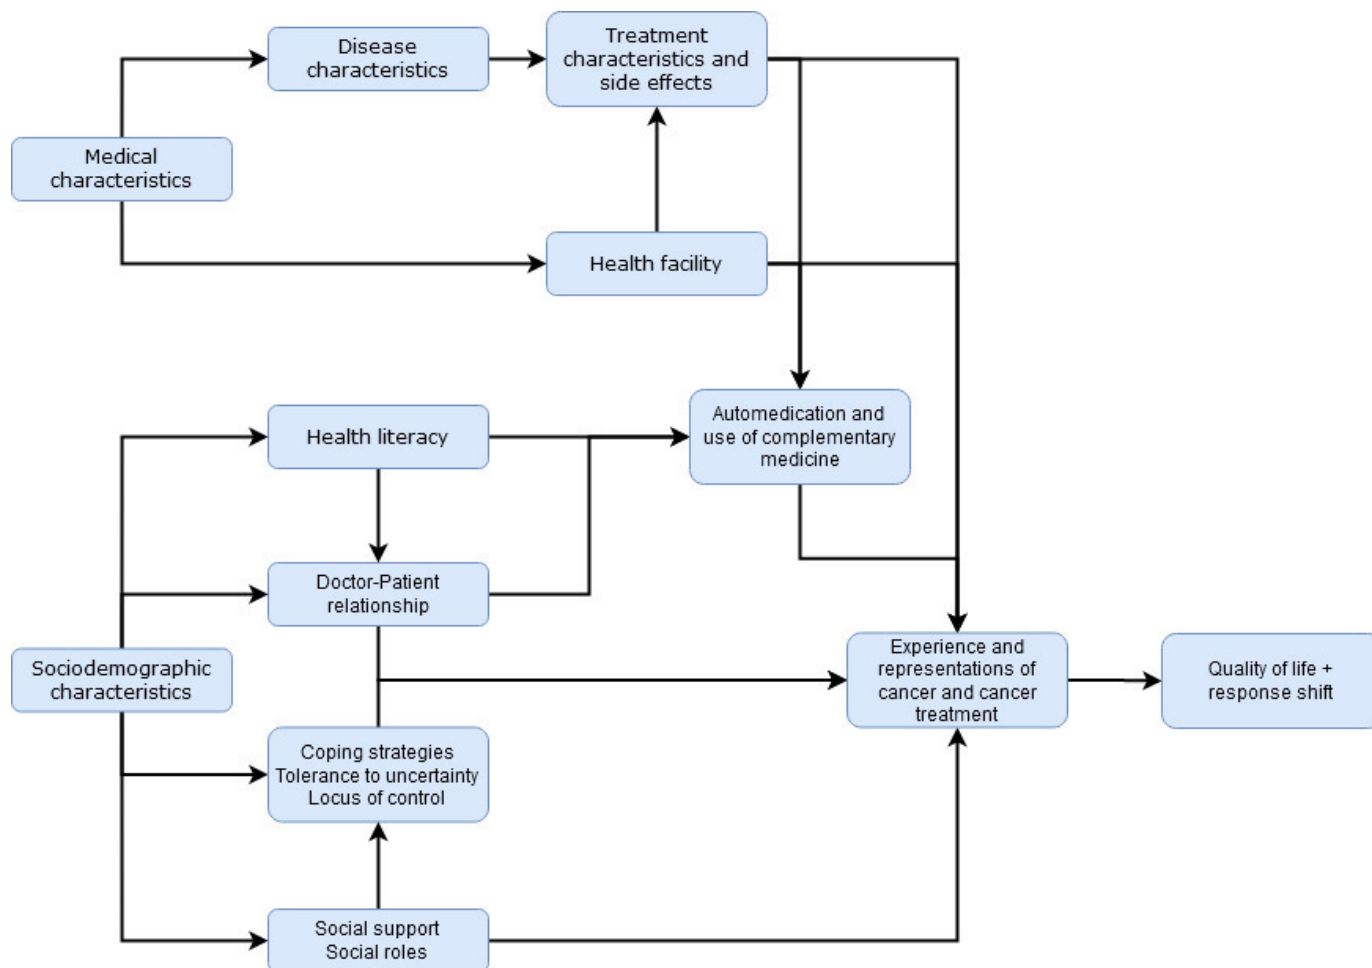 Disease
characteristics
Treatment
characteristics and
side effects
Medical
characteristics
Health facility
Automedication and
use of complementary
medicine
Health literacy
Doctor-Patient
relationship
Sociodemographic
characteristics
Experience and
representations of
cancer and cancer
treatment
Quality of life +
response shift
Coping strategies
Tolerance to uncertainty
Locus of control
Social support
Social roles